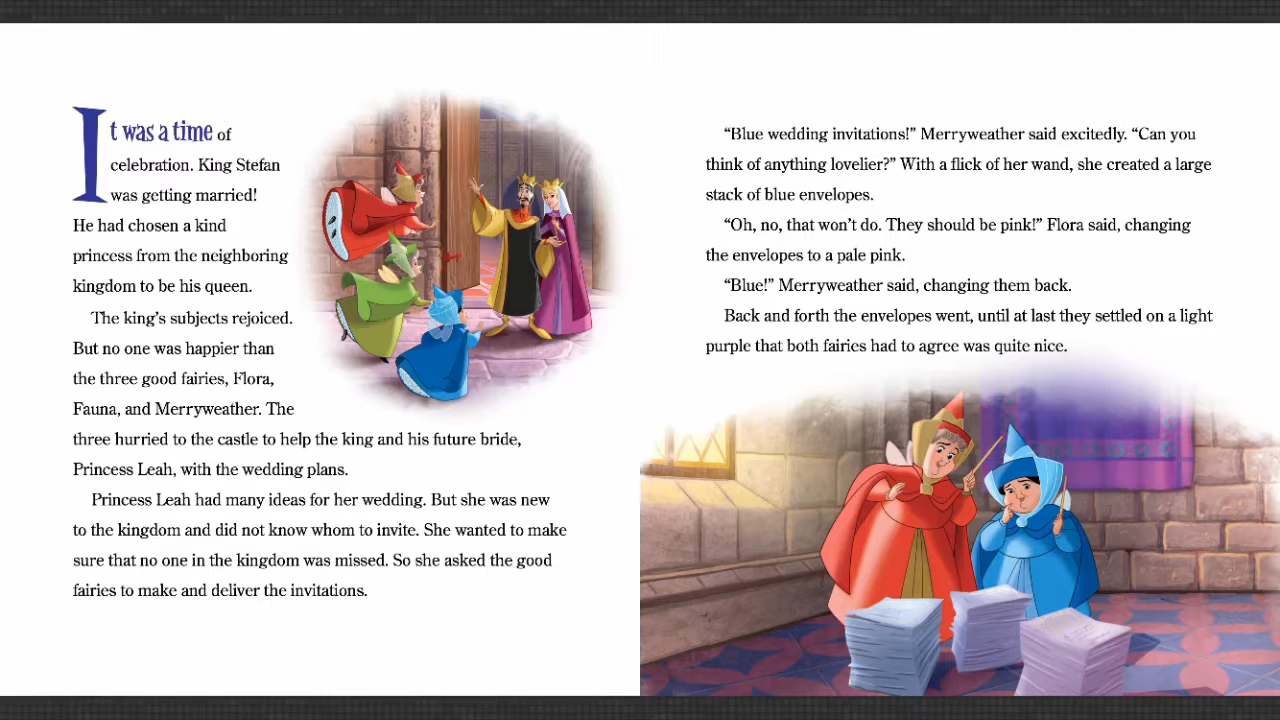 It was a time of
celebration. King Stefan
was getting married!
He had chosen a kind
princess from the neighboring
kingdom to be his queen.
The king’s subjects rejoiced.
But no one was happier than
the three good fairies, Flora,
Fauna, and Merryweather. The
three hurried to the castle to help the king and his future bride,
Princess Leah, with the wedding plans.
Princess Leah had many ideas for her wedding. But she was new
to the kingdom and did not know whom to invite. She wanted to make
sure that no one in the kingdom was missed. So she asked the good
fairies to make and deliver the invitations.
“Blue wedding invitations!” Merryweather said excitedly. “Can you
think of anything lovelier?” With a flick of her wand, she created a large
stack of blue envelopes.
“Oh, no, that won’t do. They should be pink!” Flora said, changing
the envelopes to a pale pink.
“Blue!” Merryweather said, changing them back.
Back and forth the envelopes went, until at last they settled on a light
purple that both fairies had to agree was quite nice.